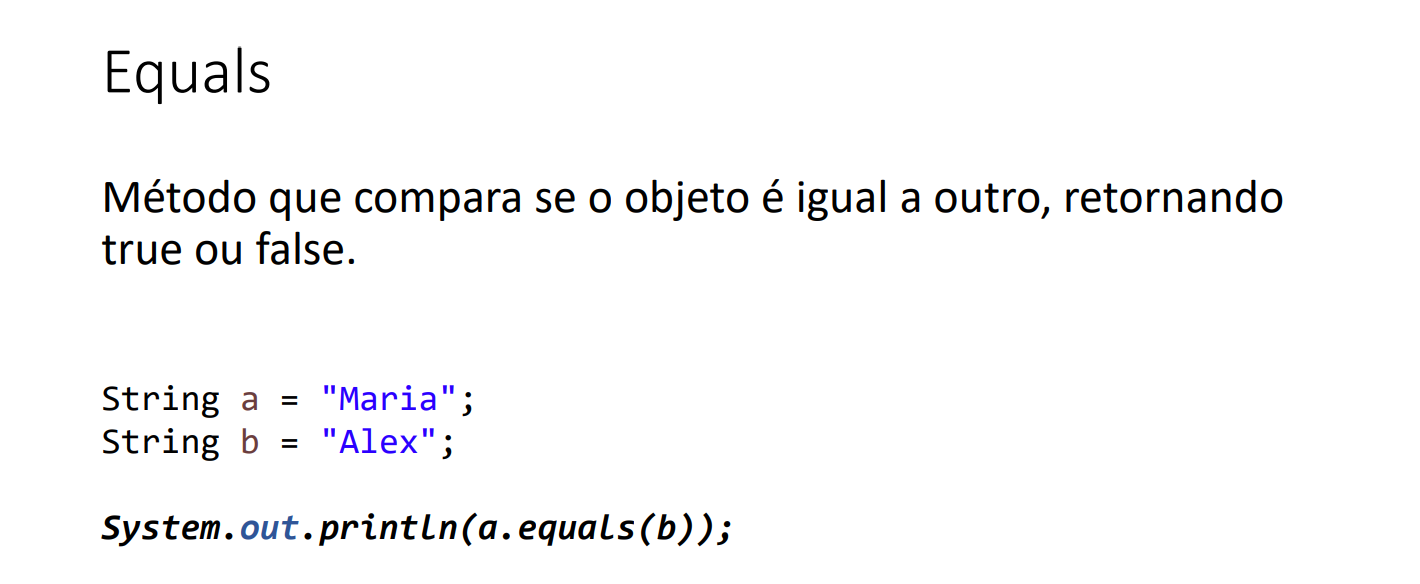 Equals
Método que compara se o objeto é igual a outro, retornando
true ou false.
String a = "Maria";
String b = "Alex";
System.out.println(a.equals(b));